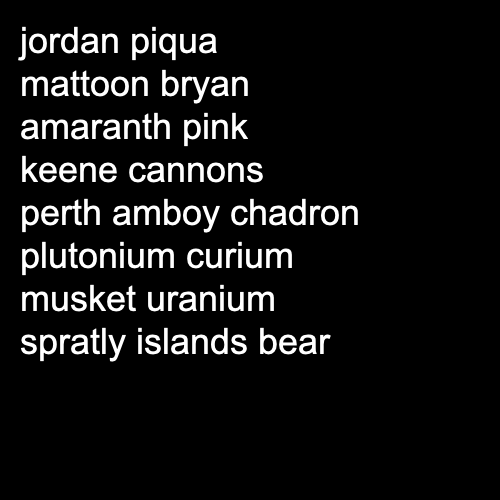 jordan piqua
mattoon bryan
amaranth pink
keene cannons
perth amboy chadron
plutonium curium
musket uranium
spratly islands bear